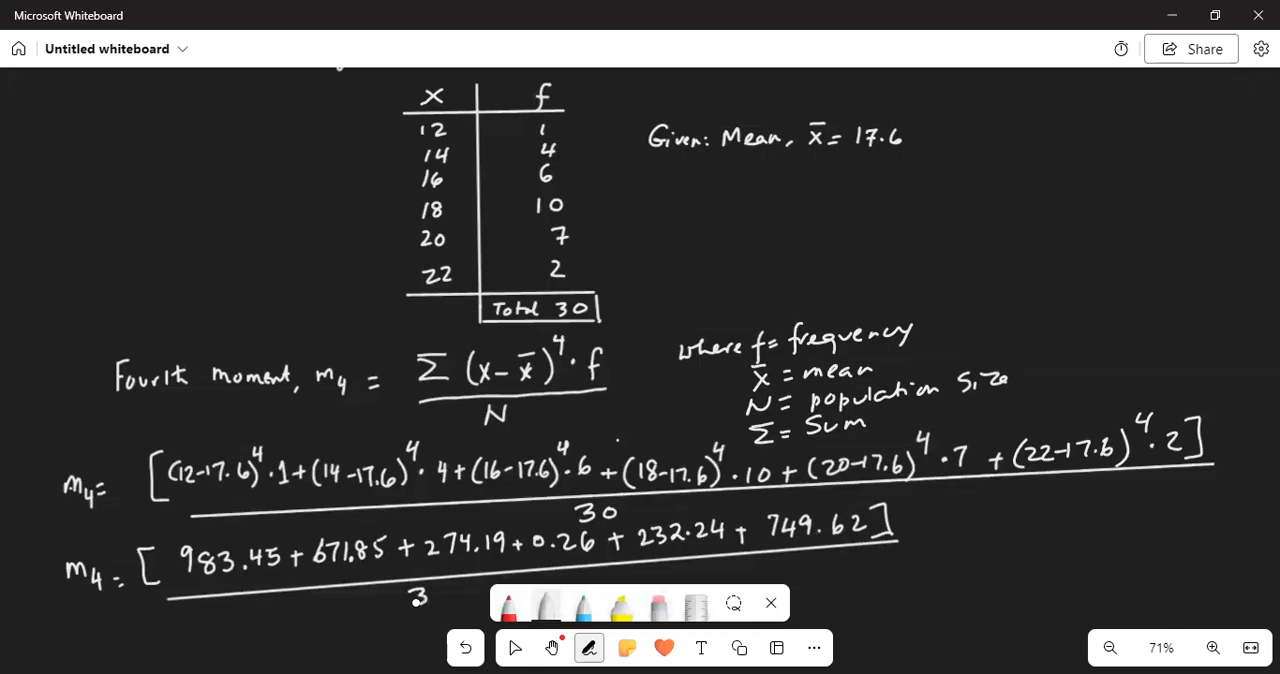 Microsoft Whiteboard
Untitled whiteboard
Share
x f
12 1
14 4
16 6
18 10
20 7
22 2
Total 30
Given: Mean, x̄ = 17.6
Fourth moment, m₄ = Σ (x-x̄)⁴ · f / N
where f = frequency
x̄ = mean
N = population size
Σ = Sum
m₄ = [(12-17.6)⁴ · 1 + (14-17.6)⁴ · 4 + (16-17.6)⁴ · 6 + (18-17.6)⁴ · 10 + (20-17.6)⁴ · 7 + (22-17.6)⁴ · 2] / 30
m₄ = [983.45 + 671.85 + 274.19 + 0.26 + 232.24 + 749.62] / 3
71%